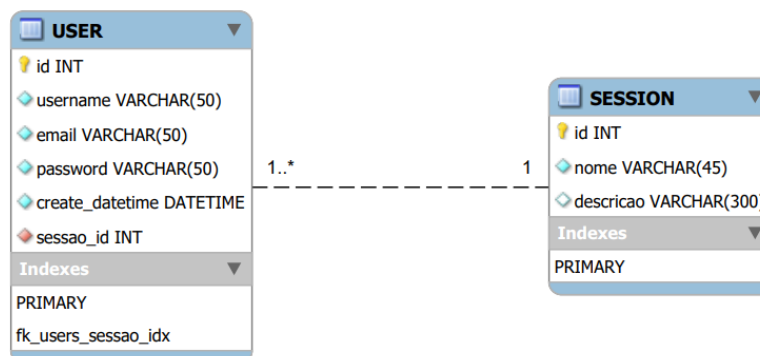 USER
id INT
username VARCHAR(50)
email VARCHAR(50)
password VARCHAR(50)
create_datetime DATETIME
sessao_id INT
Indexes
PRIMARY
fk_users_sessao_idx
1..*
1
SESSION
id INT
nome VARCHAR(45)
descricao VARCHAR(300)
Indexes
PRIMARY